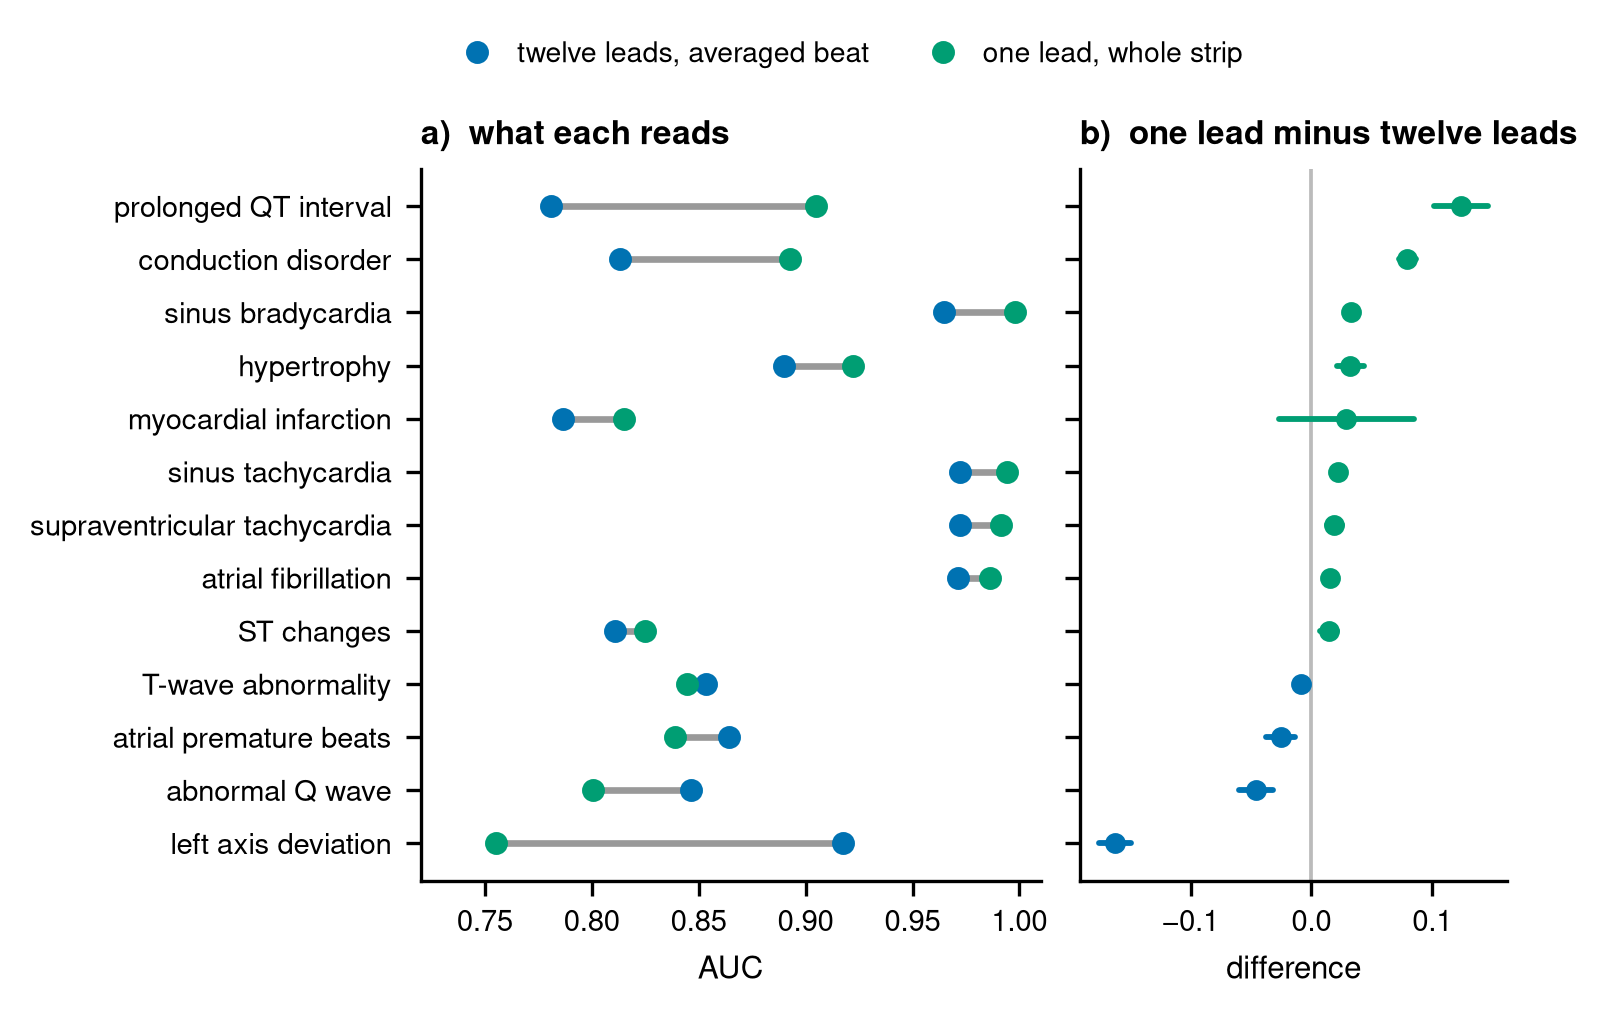 twelve leads, averaged beat
one lead, whole strip
a) what each reads
b) one lead minus twelve leads
prolonged QT interval
conduction disorder
sinus bradycardia
hypertrophy
myocardial infarction
sinus tachycardia
supraventricular tachycardia
atrial fibrillation
ST changes
T-wave abnormality
atrial premature beats
abnormal Q wave
left axis deviation
0.75 0.80 0.85 0.90 0.95 1.00
−0.1 0.0 0.1
AUC
difference